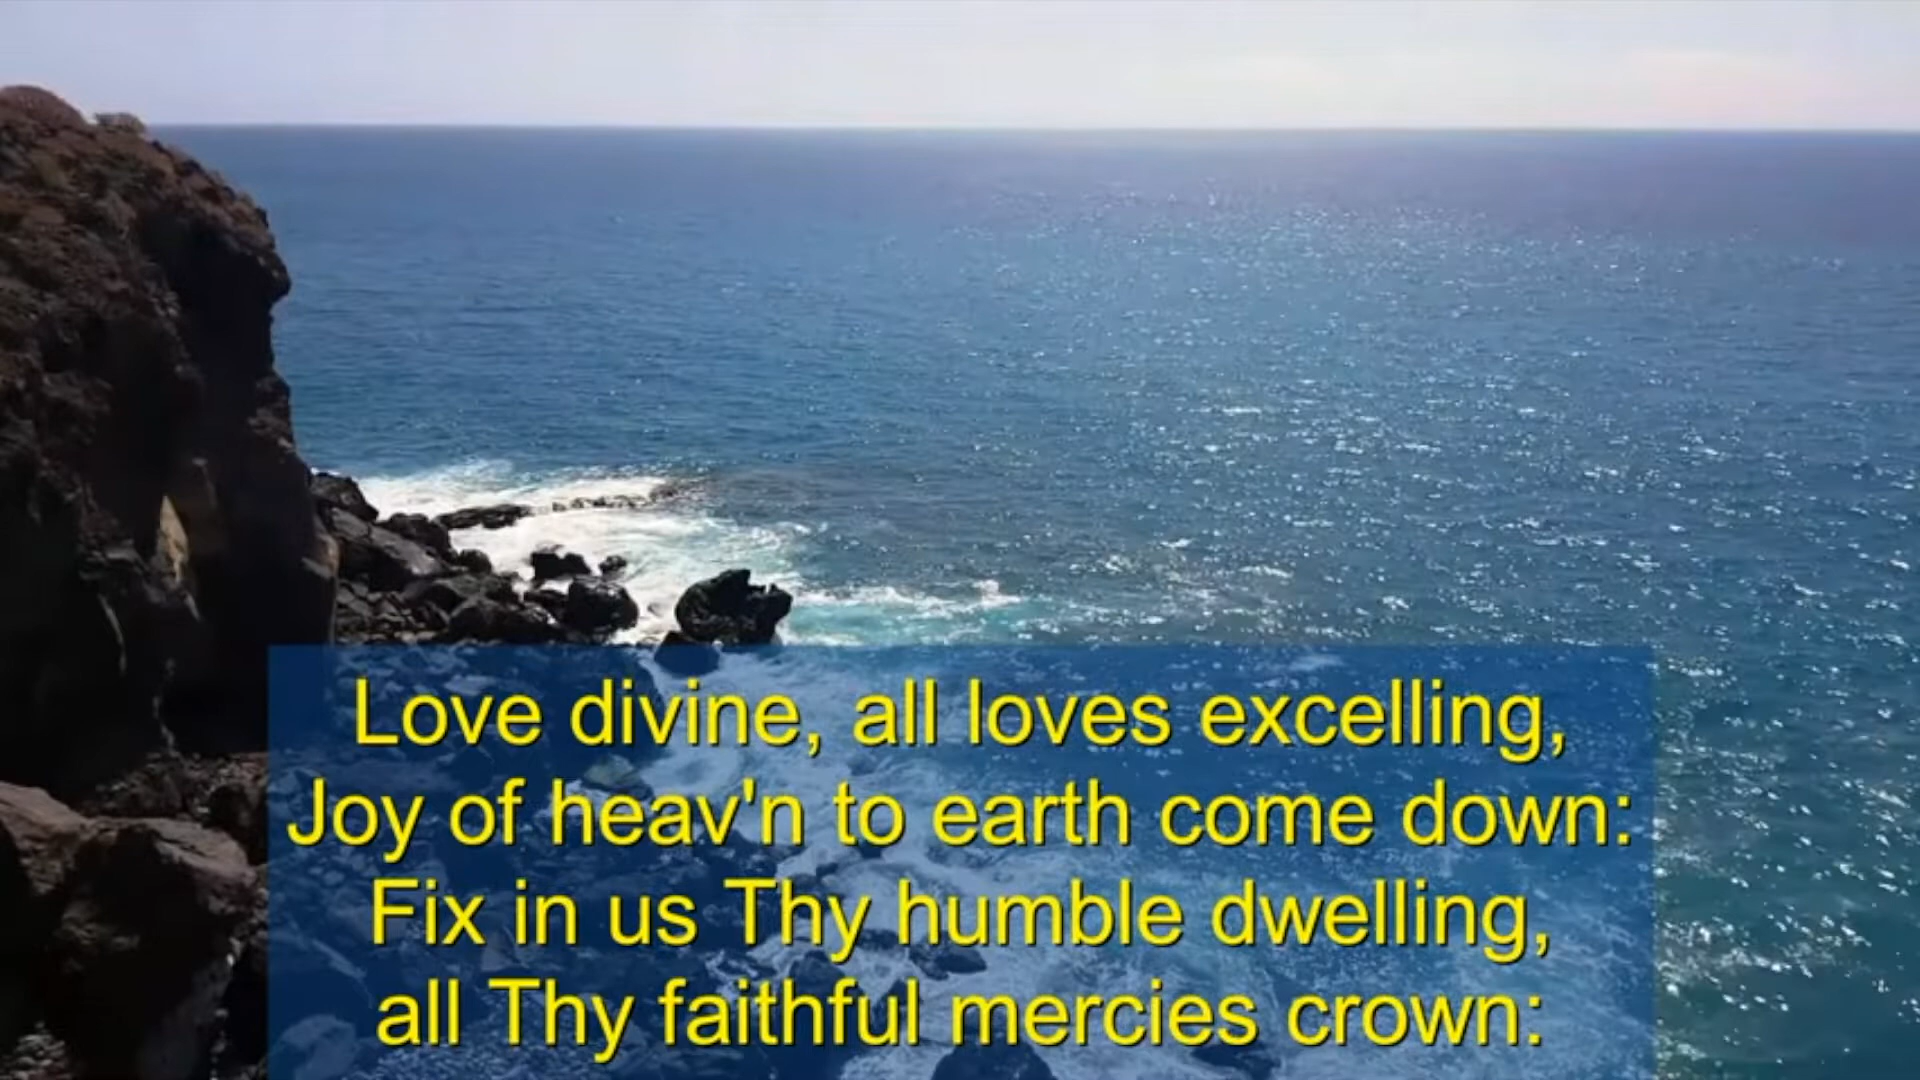 Love divine, all loves excelling,
Joy of heav'n to earth come down:
Fix in us Thy humble dwelling,
all Thy faithful mercies crown: